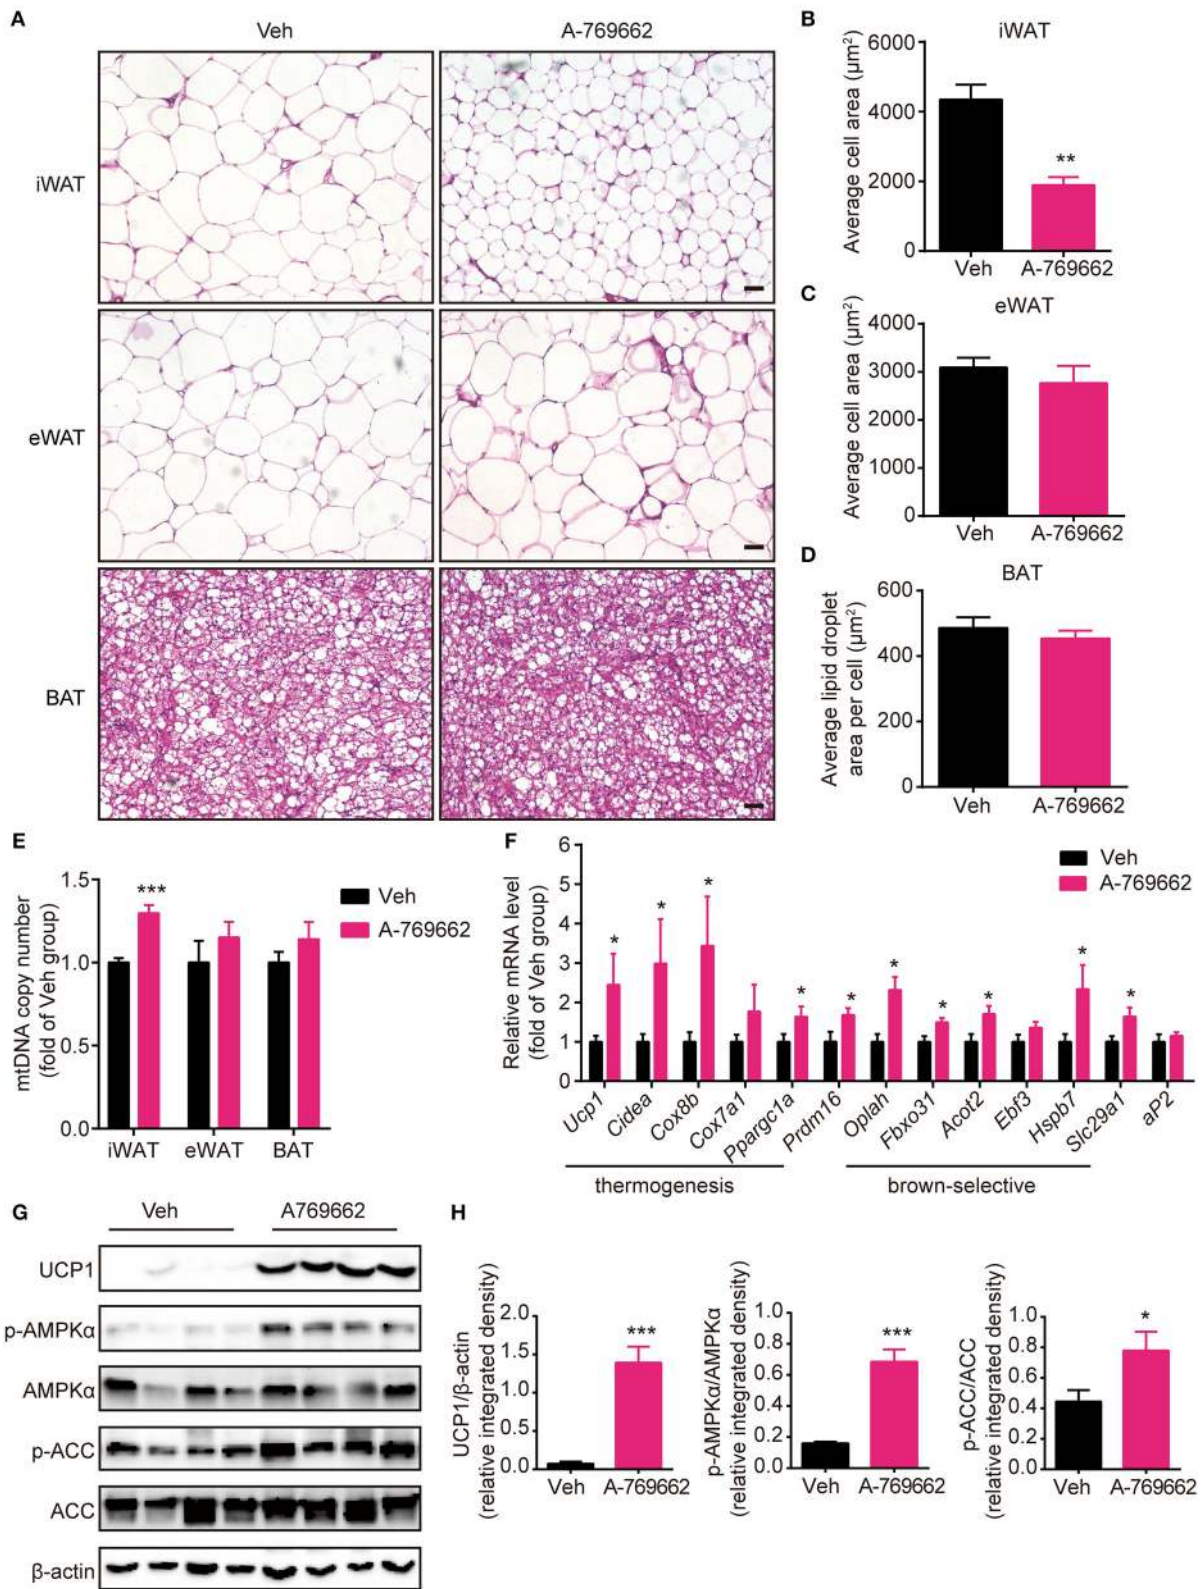 A
Veh
A-769662
iWAT
eWAT
BAT
B
iWAT
Average cell area (µm²)
6000
4000
2000
0
**
Veh
A-769662
C
eWAT
Average cell area (µm²)
4000
3000
2000
1000
0
Veh
A-769662
D
BAT
Average lipid droplet
area per cell (µm²)
600
400
200
0
Veh
A-769662
E
mtDNA copy number
(fold of Veh group)
1.5
1.0
0.5
0.0
***
Veh
A-769662
iWAT
eWAT
BAT
F
Relative mRNA level
(fold of Veh group)
6
5
4
3
2
1
0
Veh
A-769662
* * * * * * * * * *
Ucp1
Cidea
Cox8b
Cox7a1
Ppargc1a
Prdm16
Oplah
Fbxo31
Acot2
Ebf3
Hspb7
Slc29a1
aP2
thermogenesis
brown-selective
G
Veh
A769662
UCP1
p-AMPKα
AMPKα
p-ACC
ACC
β-actin
H
UCP1/β-actin
(relative integrated density)
2.0
1.5
1.0
0.5
0.0
***
Veh
A-769662
p-AMPKα/AMPKα
(relative integrated density)
1.0
0.8
0.6
0.4
0.2
0.0
***
Veh
A-769662
p-ACC/ACC
(relative integrated density)
1.0
0.8
0.6
0.4
0.2
0.0
*
Veh
A-769662